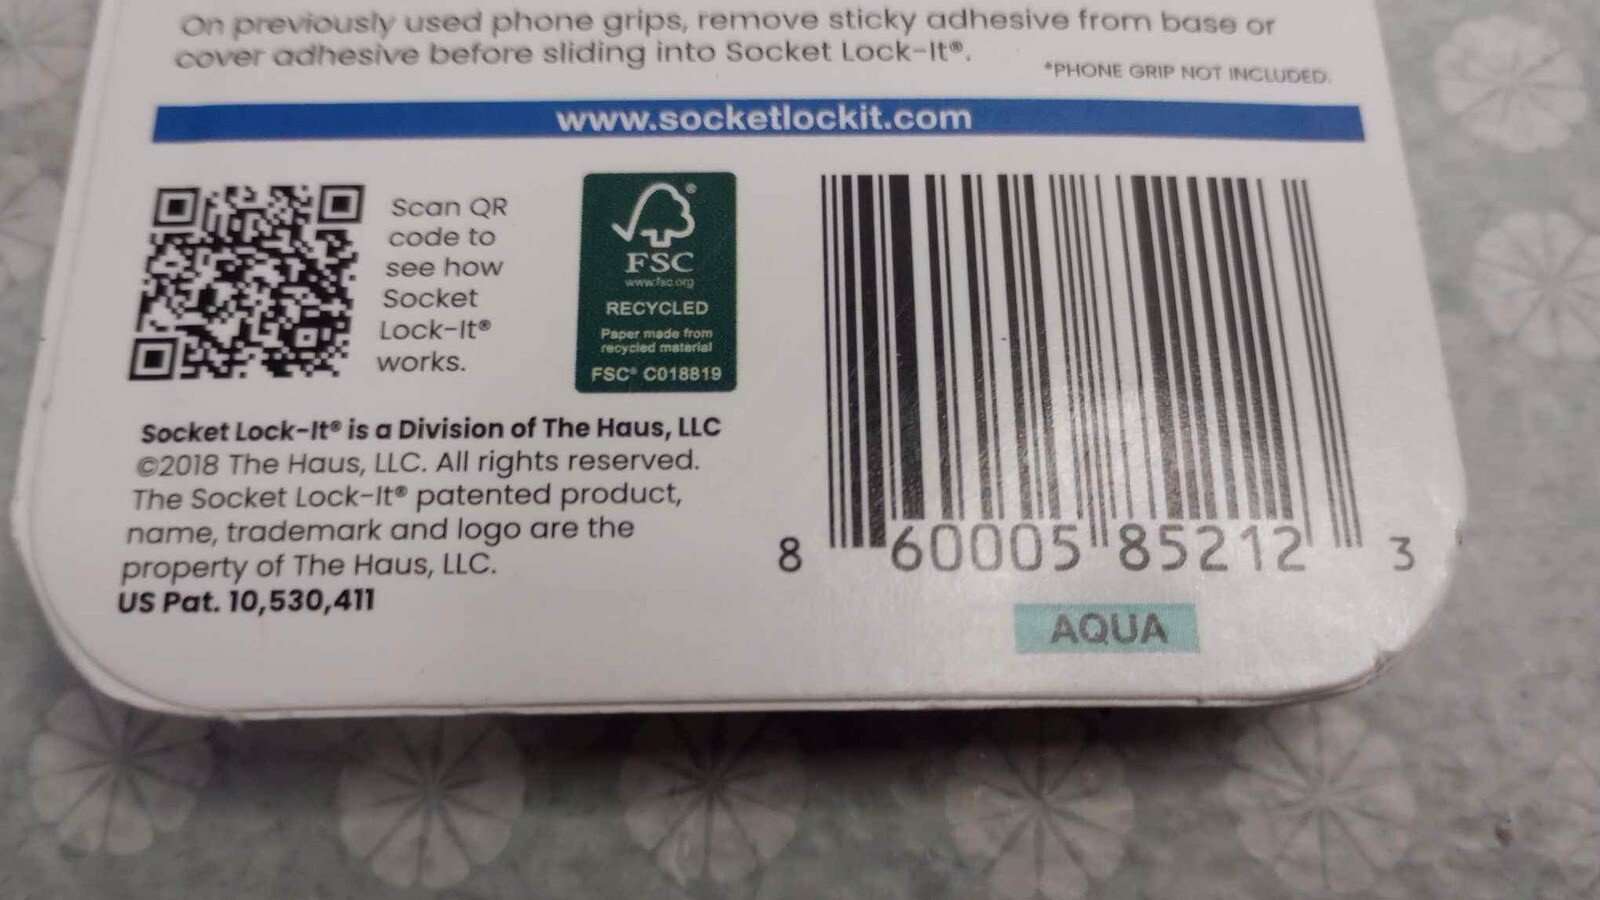 On previously used phone grips, remove sticky adhesive from base or
cover adhesive before sliding into Socket Lock-It®.
*PHONE GRIP NOT INCLUDED.
www.socketlockit.com
Scan QR
code to
see how
Socket
Lock-It®
works.
®
FSC
www.fsc.org
RECYCLED
Paper made from
recycled material
FSC® C018819
Socket Lock-It® is a Division of The Haus, LLC
©2018 The Haus, LLC. All rights reserved.
The Socket Lock-It® patented product,
name, trademark and logo are the
property of The Haus, LLC.
US Pat. 10,530,411
8 60005 85212 3
AQUA